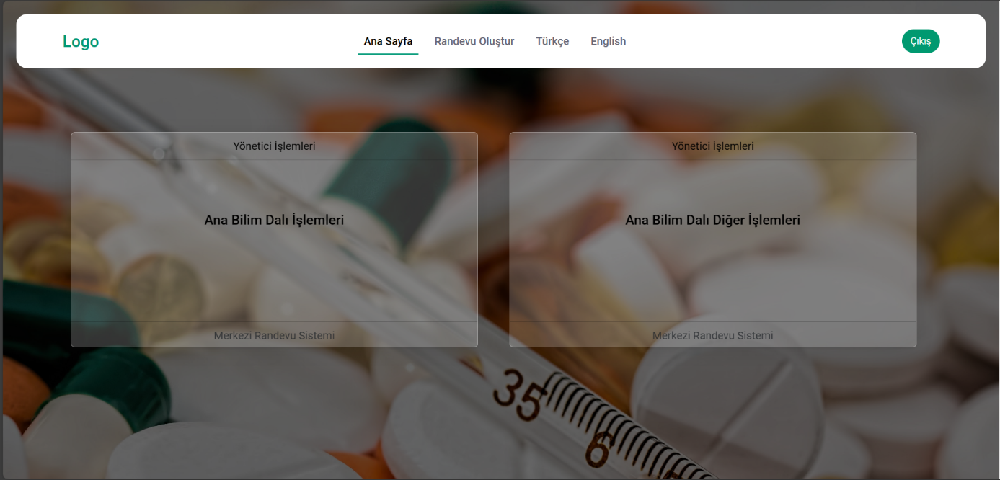 Logo
Ana Sayfa
Randevu Oluştur
Türkçe
English
Çıkış
Yönetici İşlemleri
Ana Bilim Dalı İşlemleri
Merkezi Randevu Sistemi
Yönetici İşlemleri
Ana Bilim Dalı Diğer İşlemleri
Merkezi Randevu Sistemi
35
6